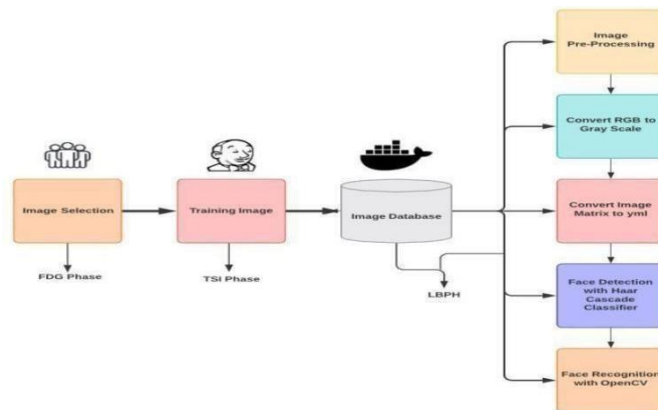 Image
Pre-Processing
Convert RGB to
Gray Scale
Image Selection
Training Image
Image Database
Convert Image
Matrix to yml
FDG Phase
TSI Phase
LBPH
Face Detection
with Haar
Cascade
Classifier
Face Recognition
with OpenCV